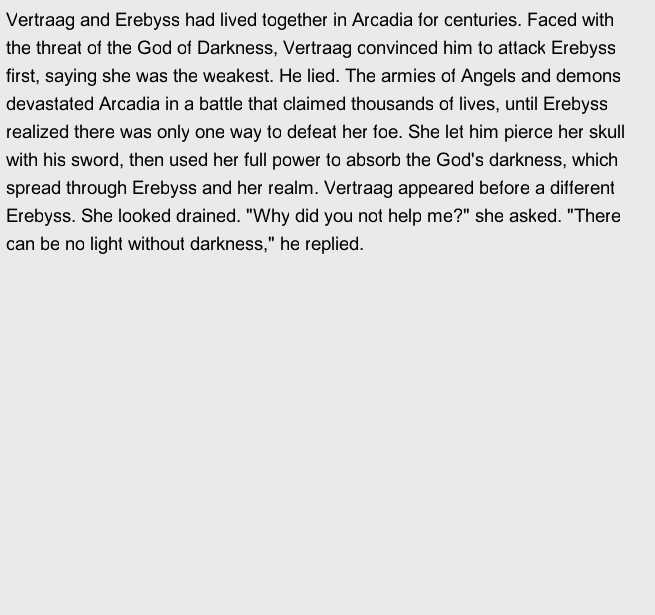 Vertraag and Erebyss had lived together in Arcadia for centuries. Faced with
the threat of the God of Darkness, Vertraag convinced him to attack Erebyss
first, saying she was the weakest. He lied. The armies of Angels and demons
devastated Arcadia in a battle that claimed thousands of lives, until Erebyss
realized there was only one way to defeat her foe. She let him pierce her skull
with his sword, then used her full power to absorb the God's darkness, which
spread through Erebyss and her realm. Vertraag appeared before a different
Erebyss. She looked drained. "Why did you not help me?" she asked. "There
can be no light without darkness," he replied.